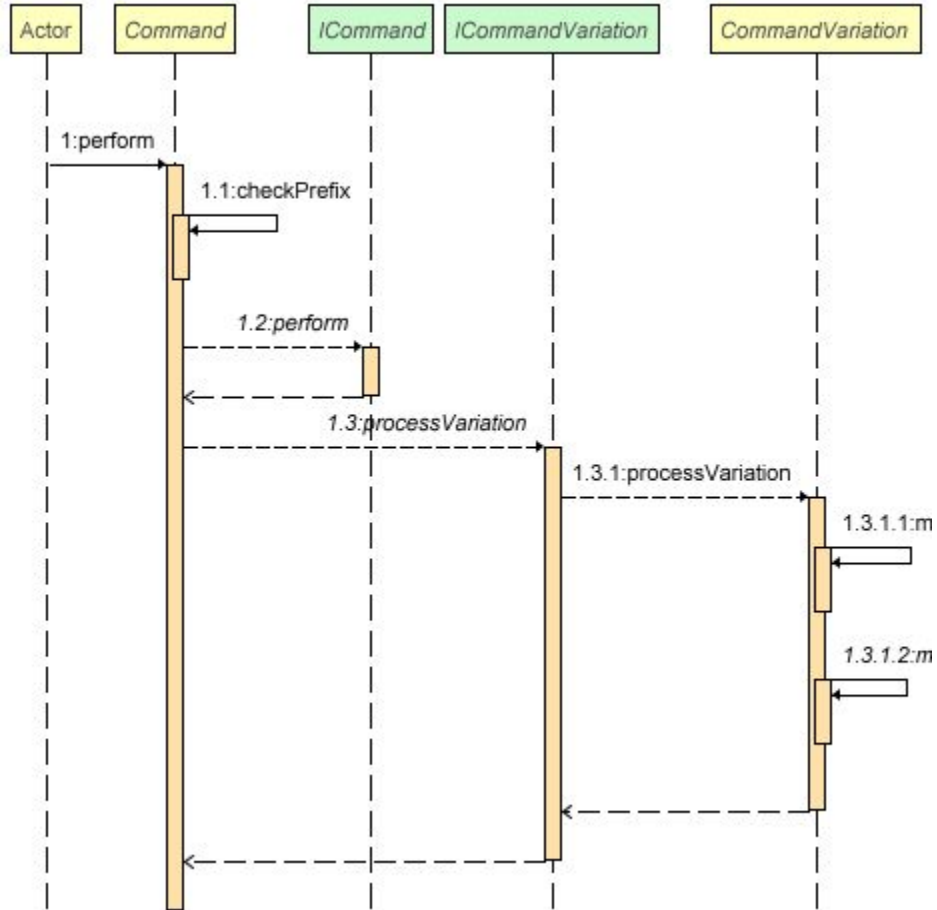 Actor
Command
ICommand
ICommandVariation
CommandVariation
1:perform
1.1:checkPrefix
1.2:perform
1.3:processVariation
1.3.1:processVariation
1.3.1.1:m
1.3.1.2:m